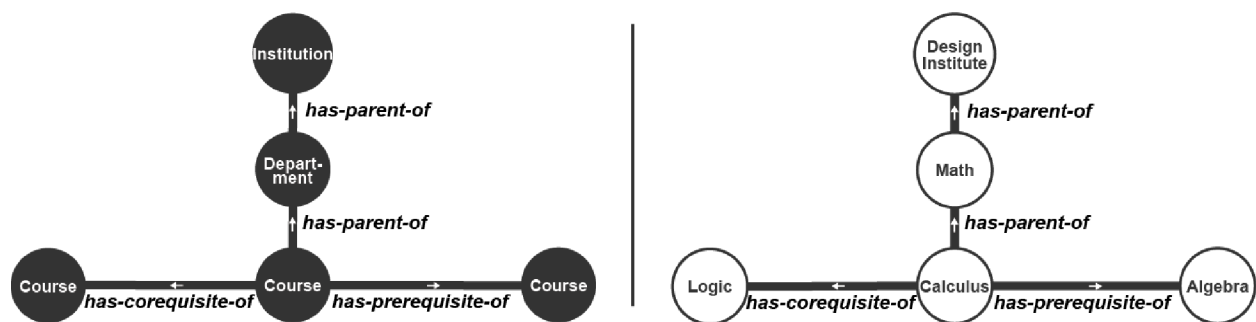 Institution
has-parent-of
Depart-
ment
has-parent-of
Course
has-corequisite-of
Course
has-prerequisite-of
Course
Design
Institute
has-parent-of
Math
has-parent-of
Logic
has-corequisite-of
Calculus
has-prerequisite-of
Algebra